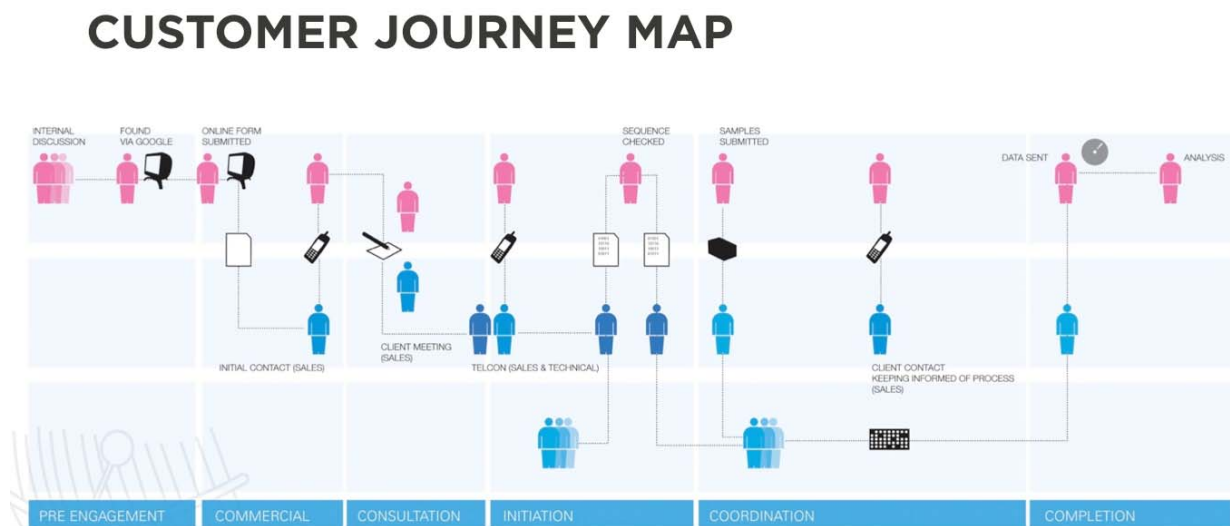 CUSTOMER JOURNEY MAP
INTERNAL
DISCUSSION
FOUND
VIA GOOGLE
ONLINE FORM
SUBMITTED
SEQUENCE
CHECKED
SAMPLES
SUBMITTED
DATA SENT
ANALYSIS
INITIAL CONTACT (SALES)
CLIENT MEETING
(SALES)
TELCON (SALES & TECHNICAL)
CLIENT CONTACT
KEEPING INFORMED OF PROCESS
(SALES)
PRE ENGAGEMENT
COMMERCIAL
CONSULTATION
INITIATION
COORDINATION
COMPLETION